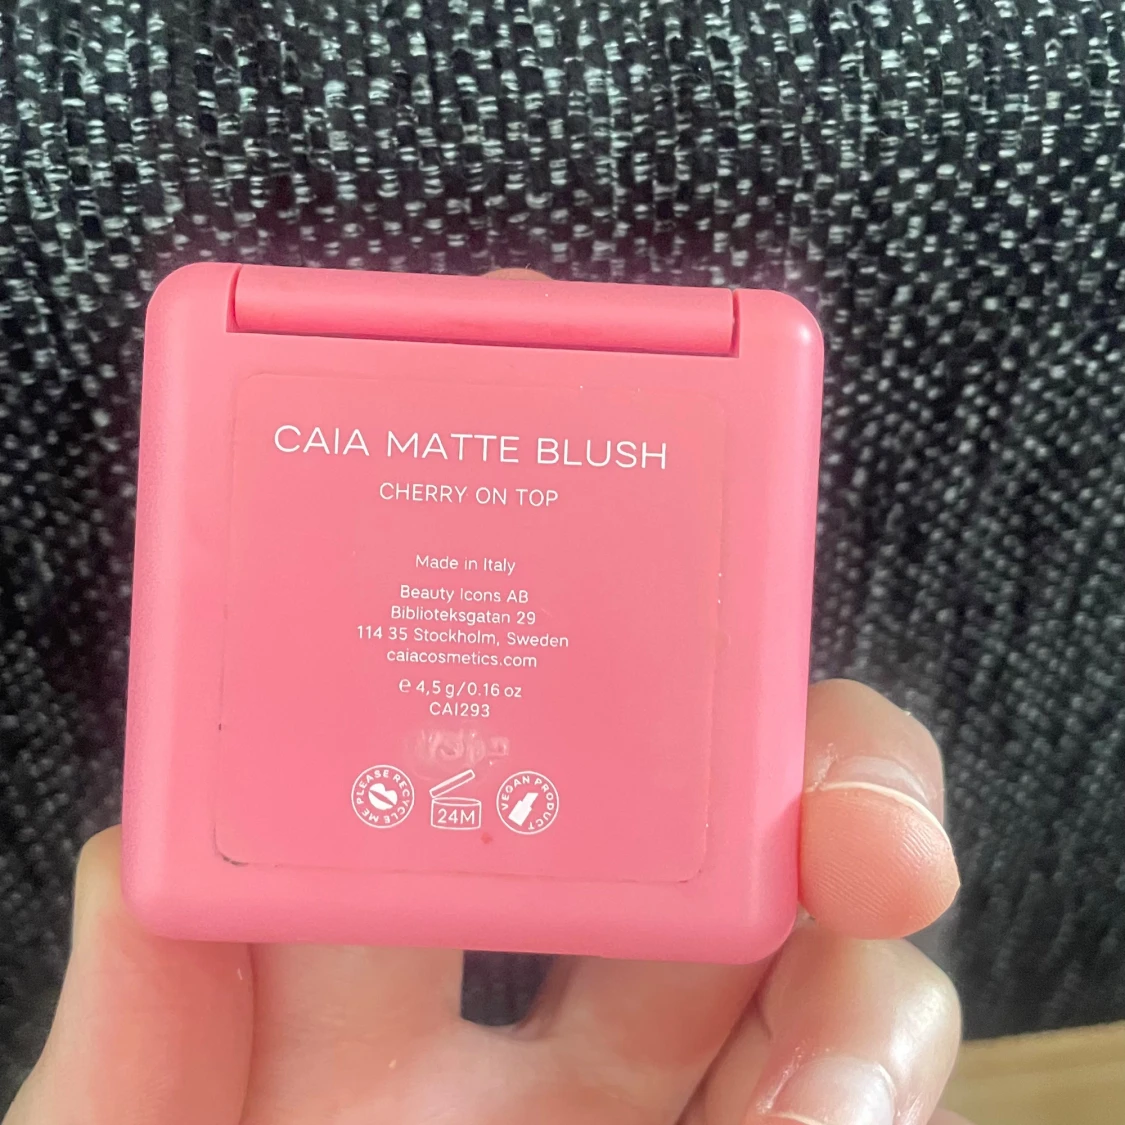 CAIA MATTE BLUSH
CHERRY ON TOP
Made in Italy
Beauty Icons AB
Biblioteksgatan 29
114 35 Stockholm, Sweden
caiacosmetics.com
℮ 4,5 g/0.16 oz
CAI293
PLEASE RECYCLE ME
24M
VEGAN PRODUCT